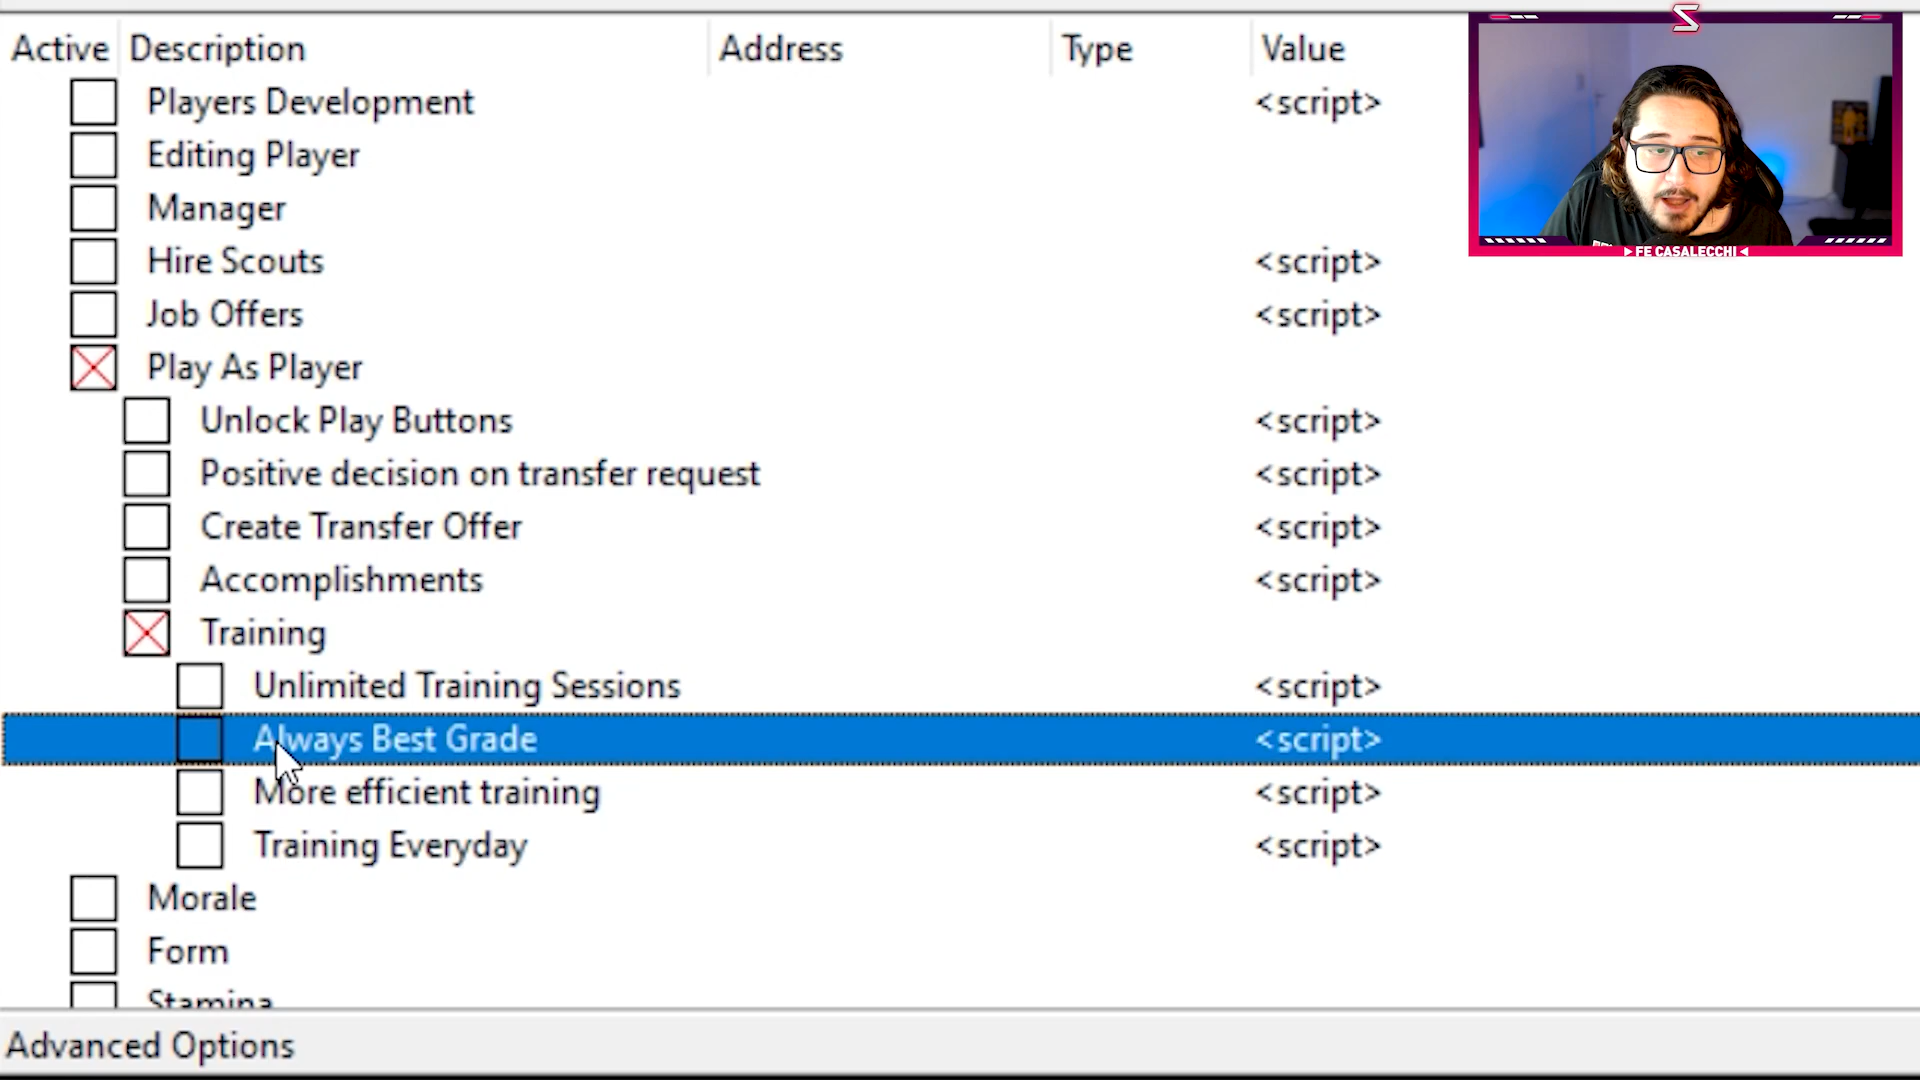 Active Description Address Type Value
Players Development <script>
Editing Player
Manager
Hire Scouts <script>
Job Offers <script>
Play As Player
Unlock Play Buttons <script>
Positive decision on transfer request <script>
Create Transfer Offer <script>
Accomplishments <script>
Training
Unlimited Training Sessions <script>
Always Best Grade <script>
More efficient training <script>
Training Everyday <script>
Morale
Form
Stamina
Advanced Options
FE CASALECCHI